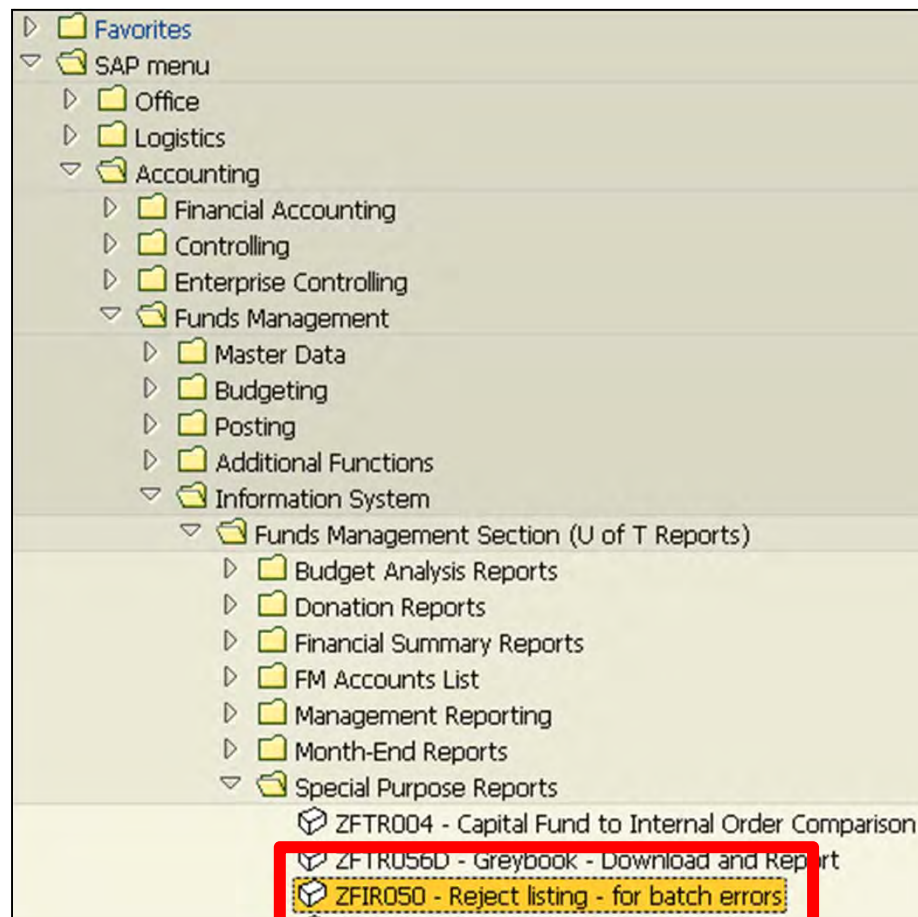 Favorites
SAP menu
Office
Logistics
Accounting
Financial Accounting
Controlling
Enterprise Controlling
Funds Management
Master Data
Budgeting
Posting
Additional Functions
Information System
Funds Management Section (U of T Reports)
Budget Analysis Reports
Donation Reports
Financial Summary Reports
FM Accounts List
Management Reporting
Month-End Reports
Special Purpose Reports
ZFTR004 - Capital Fund to Internal Order Comparison
ZFTR056D - Greybook - Download and Report
ZFIR050 - Reject listing - for batch errors